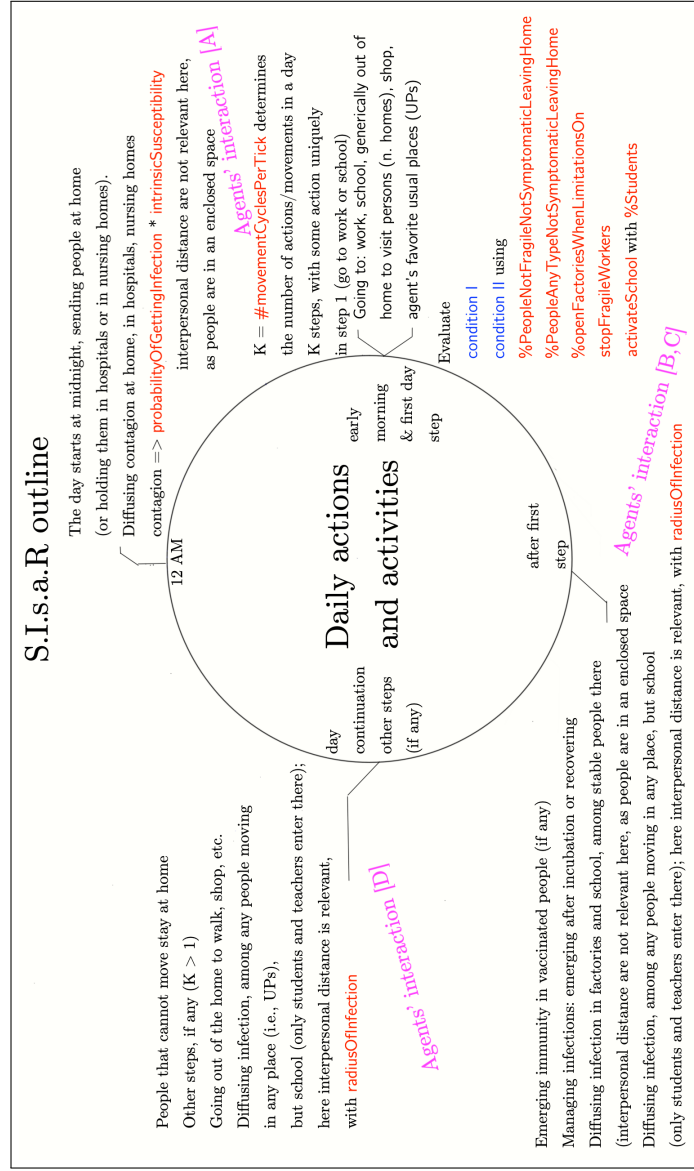 S.I.s.a.R outline
The day starts at midnight, sending people at home
(or holding them in hospitals or in nursing homes).
Diffusing contagion at home, in hospitals, nursing homes
contagion => probabilityOfGettingInfection * intrinsicSusceptibility
interpersonal distance are not relevant here,
as people are in an enclosed space
Agents' interaction [A]
12 AM
K = #movementCyclesPerTick determines
the number of actions/movements in a day
K steps, with some action uniquely
in step 1 (go to work or school)
Going to: work, school, generically out of
home to visit persons (n. homes), shop,
agent's favorite usual places (UPs)
early
morning
& first day
step
Evaluate
condition I
condition II using
%PeopleNotFragileNotSymptomaticLeavingHome
%PeopleAnyTypeNotSymptomaticLeavingHome
%openFactoriesWhenLimitationsOn
stopFragileWorkers
activateSchool with %Students
Daily actions
and activities
after first
step
Agents' interaction [B,C]
Emerging immunity in vaccinated people (if any)
Managing infections: emerging after incubation or recovering
Diffusing infection in factories and school, among stable people there
(interpersonal distance are not relevant here, as people are in an enclosed space
Diffusing infection, among any people moving in any place, but school
(only students and teachers enter there); here interpersonal distance is relevant, with radiusOfInfection
day
continuation
other steps
(if any)
People that cannot move stay at home
Other steps, if any (K > 1)
Going out of the home to walk, shop, etc.
Diffusing infection, among any people moving
in any place (i.e., UPs),
but school (only students and teachers enter there);
here interpersonal distance is relevant,
with radiusOfInfection
Agents' interaction [D]